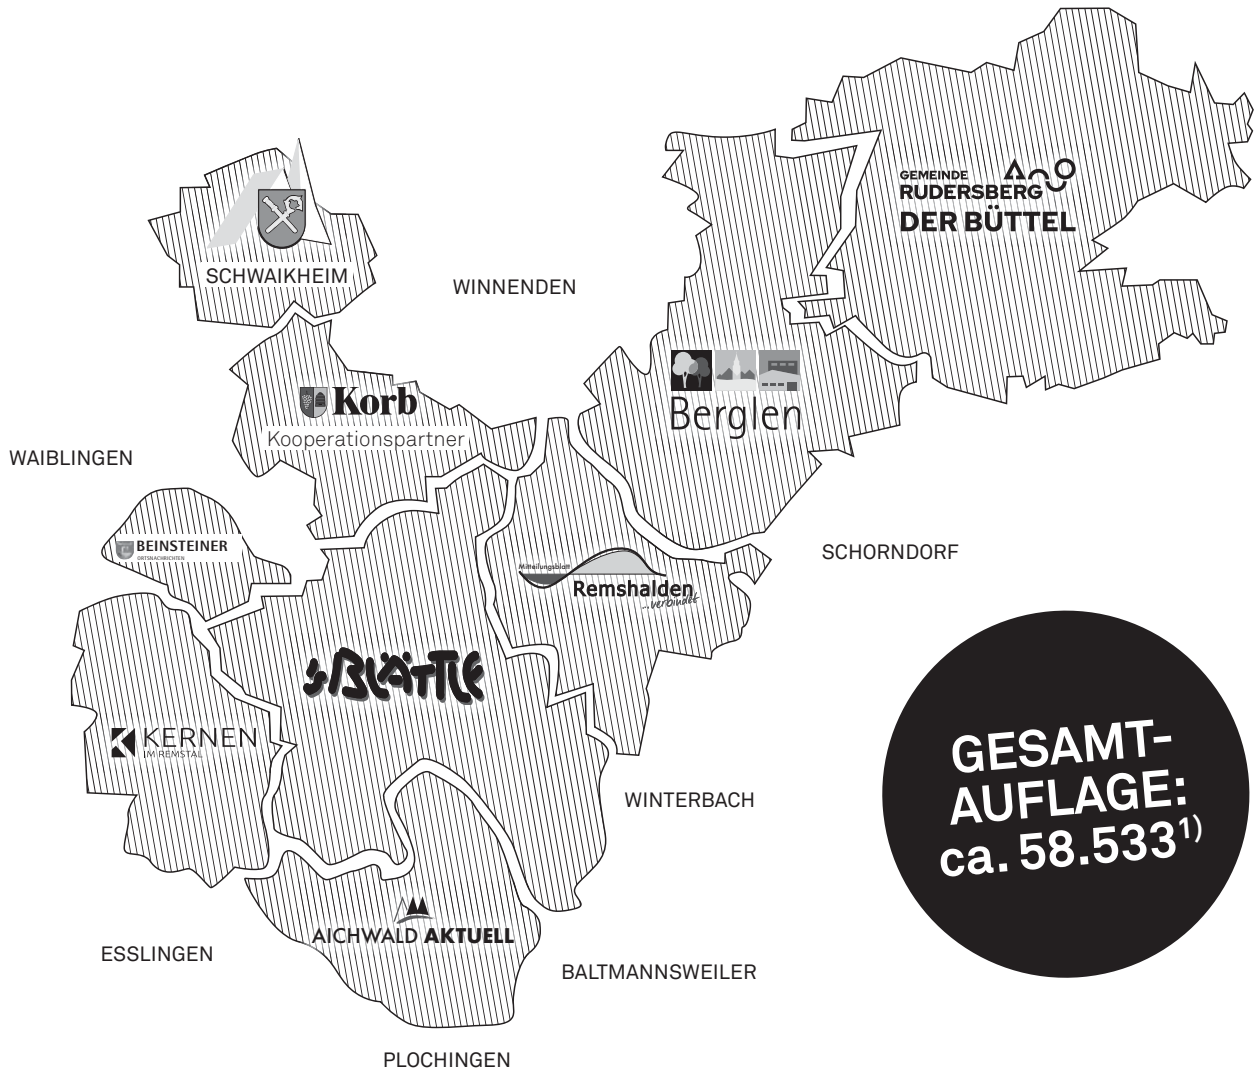 GEMEINDE
RUDERSBERG
DER BÜTTEL
SCHWAIKHEIM
WINNENDEN
Korb
Kooperationspartner
Berglen
WAIBLINGEN
BEINSTEINER
ORTSNACHRICHTEN
SCHORNDORF
Mitteilungsblatt
Remshalden
...verbindet
's BLÄTTLE
KERNEN
IM REMSTAL
GESAMT-
AUFLAGE:
ca. 58.533¹⁾
WINTERBACH
AICHWALD AKTUELL
ESSLINGEN
BALTMANNSWEILER
PLOCHINGEN